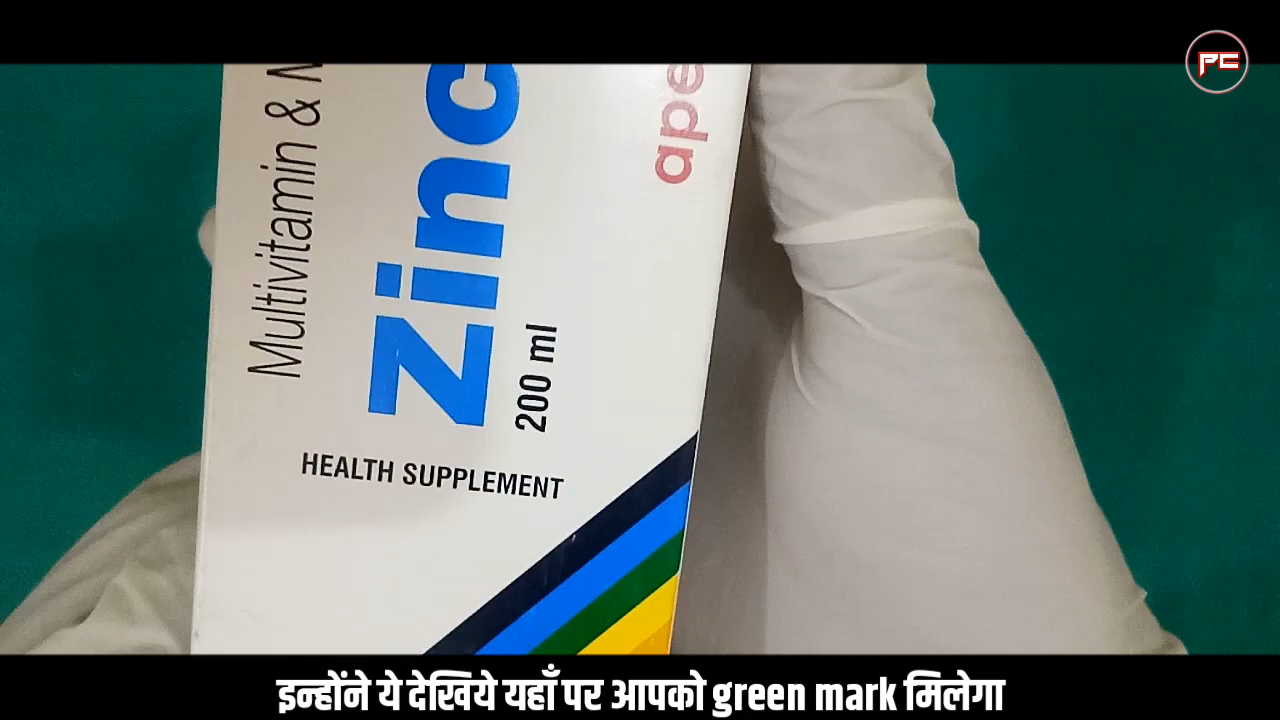 PC
Multivitamin &
Zinc
ape
200 ml
HEALTH SUPPLEMENT
इन्होंने ये देखिये यहाँ पर आपको green mark मिलेगा